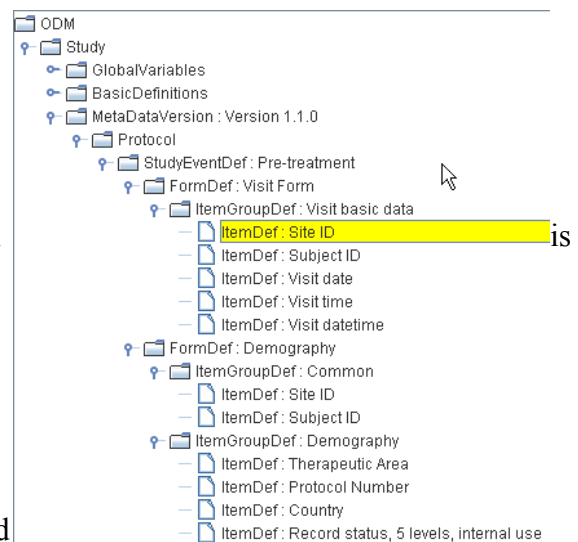 ODM
Study
GlobalVariables
BasicDefinitions
MetaDataVersion : Version 1.1.0
Protocol
StudyEventDef : Pre-treatment
FormDef : Visit Form
ItemGroupDef : Visit basic data
ItemDef : Site ID is
ItemDef : Subject ID
ItemDef : Visit date
ItemDef : Visit time
ItemDef : Visit datetime
FormDef : Demography
ItemGroupDef : Common
ItemDef : Site ID
ItemDef : Subject ID
ItemGroupDef : Demography
ItemDef : Therapeutic Area
ItemDef : Protocol Number
ItemDef : Country
ItemDef : Record status, 5 levels, internal use